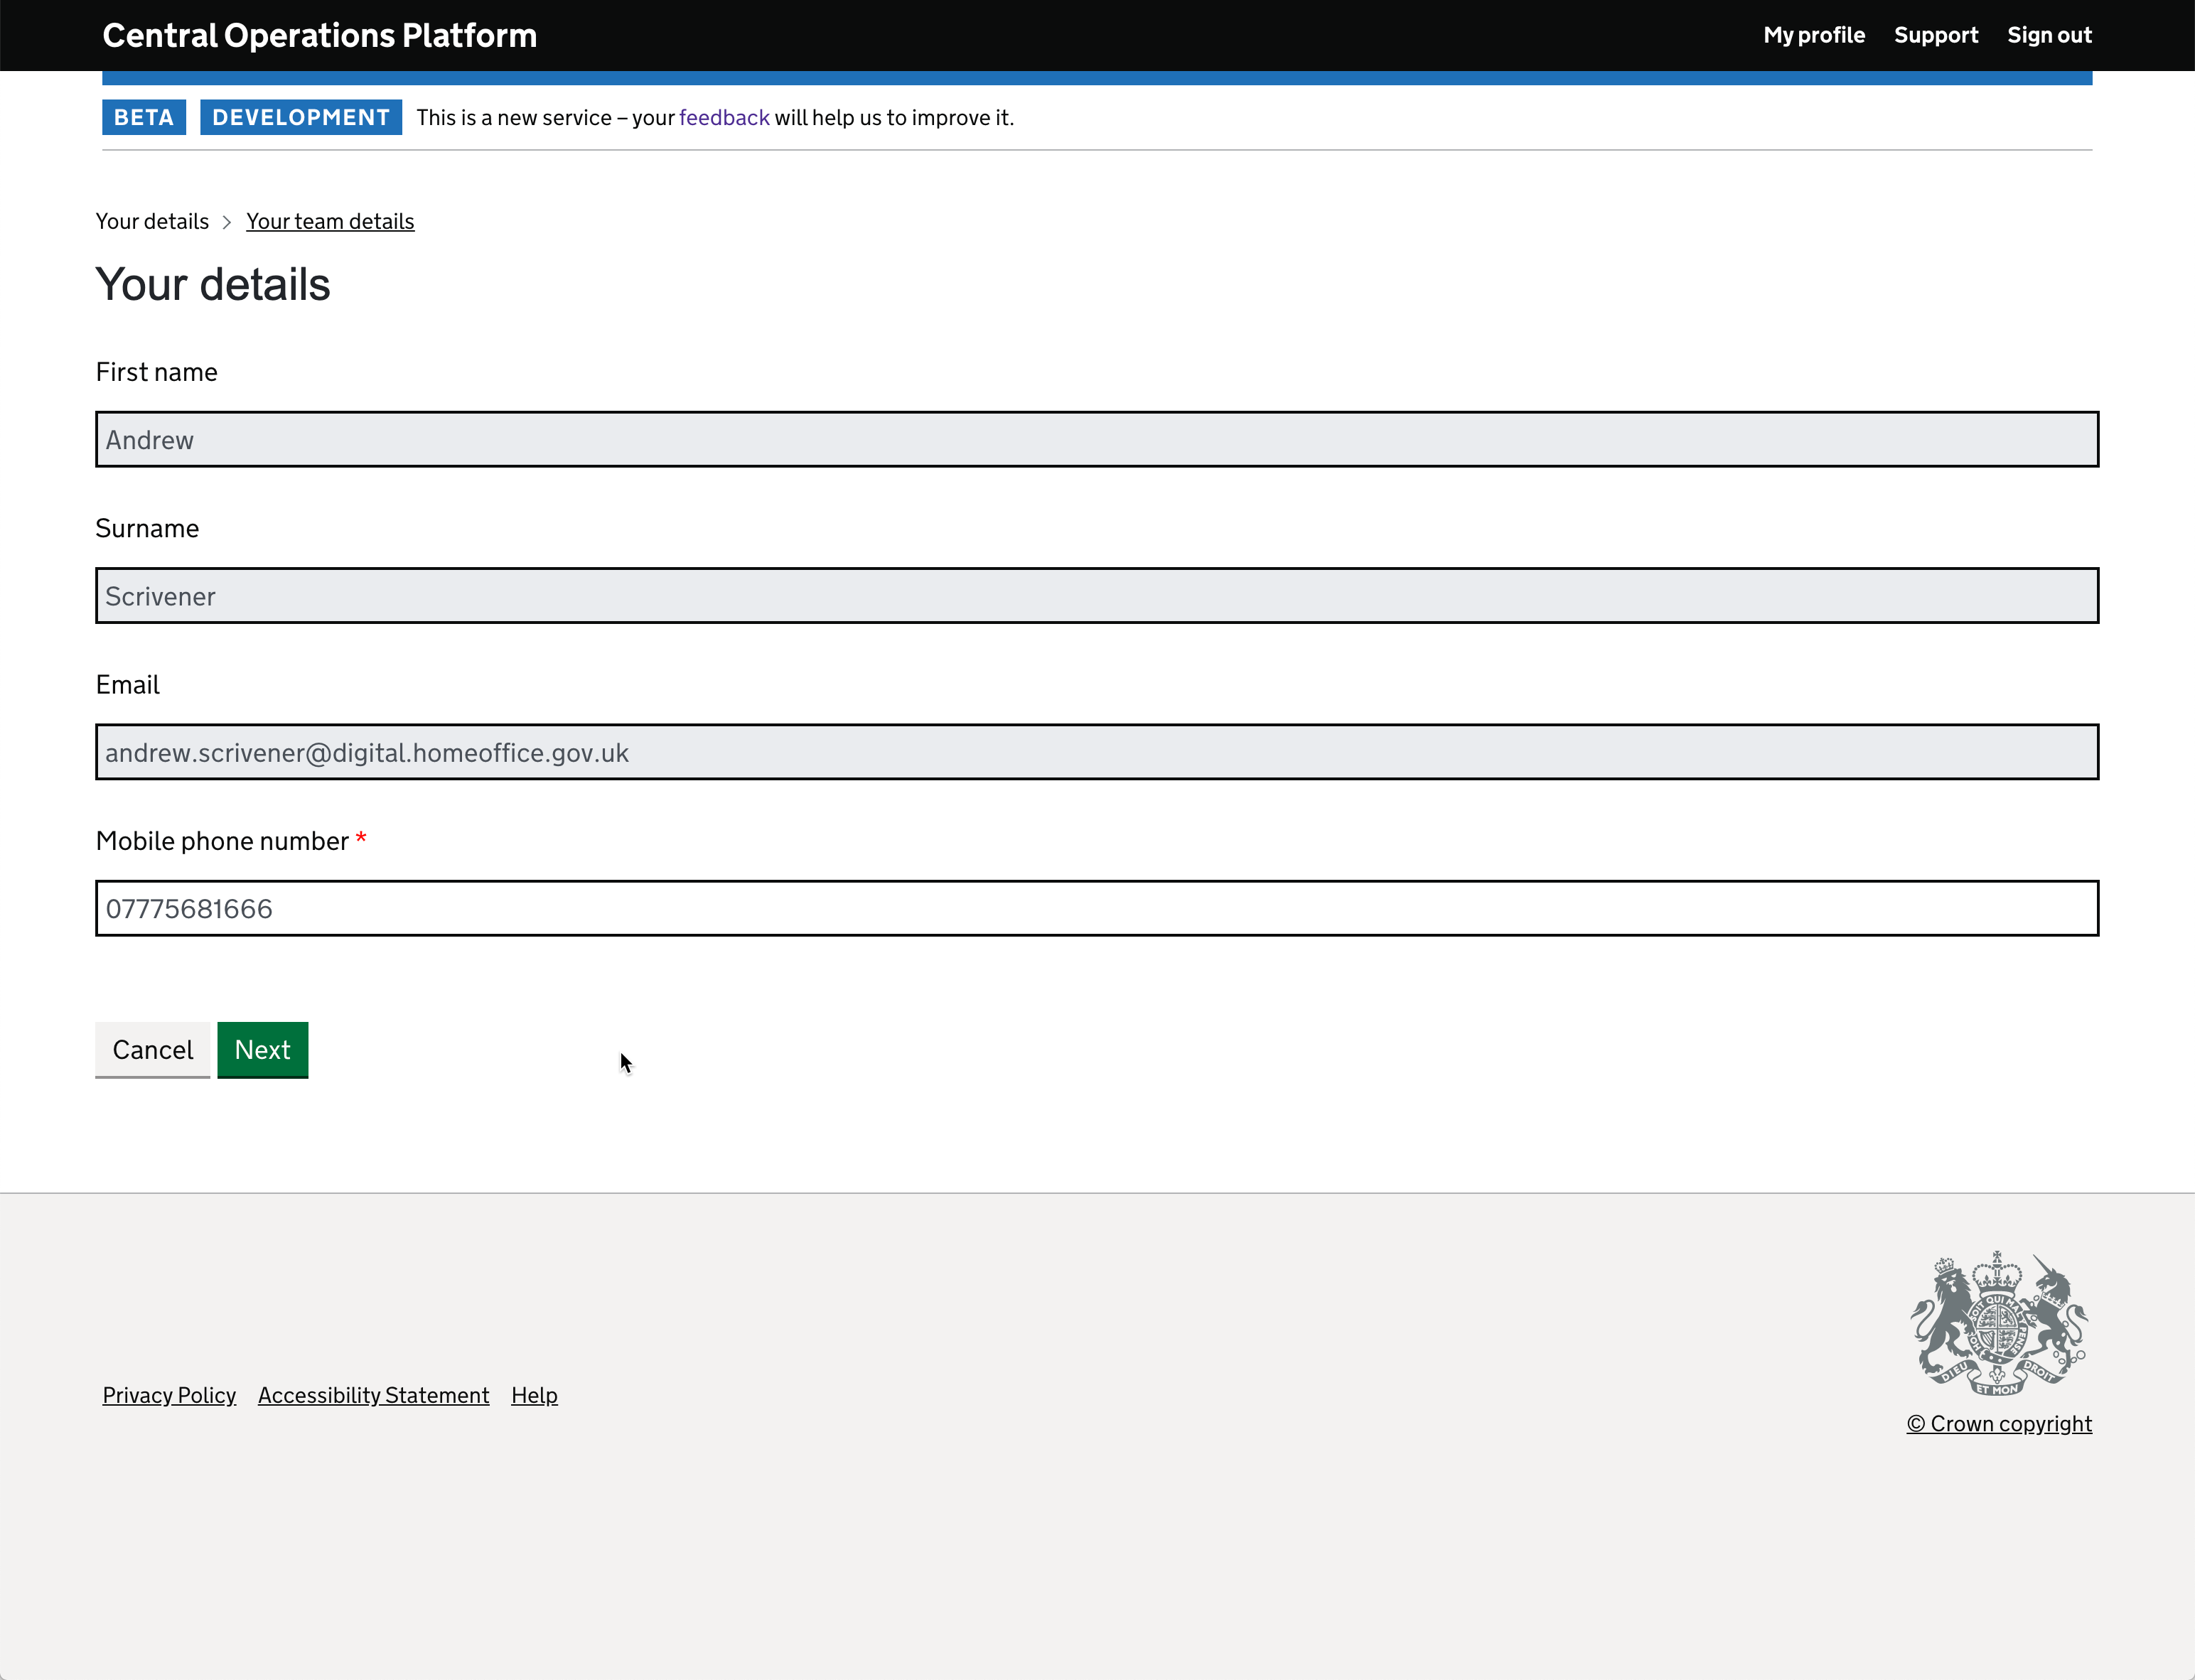 Central Operations Platform
My profile Support Sign out
BETA DEVELOPMENT This is a new service – your feedback will help us to improve it.
Your details > Your team details
Your details
First name
Andrew
Surname
Scrivener
Email
andrew.scrivener@digital.homeoffice.gov.uk
Mobile phone number *
07775681666
Cancel Next
DIEU ET MON DROIT
Privacy Policy Accessibility Statement Help
© Crown copyright